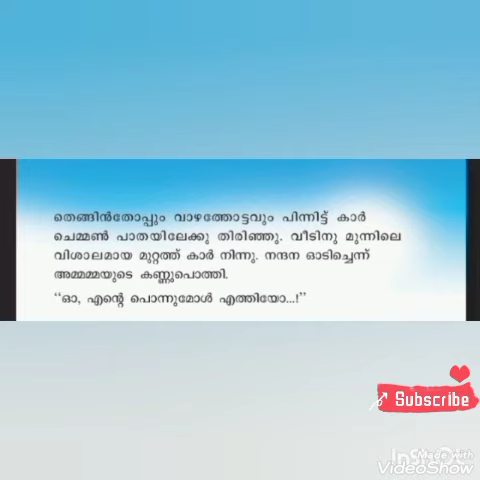 തെങ്ങിൻതോപ്പും വാഴത്തോട്ടവും പിന്നിട്ട് കാർ
ചെമ്മൺ പാതയിലേക്കു തിരിഞ്ഞു. വീടിനു മുന്നിലെ
വിശാലമായ മുറ്റത്ത് കാർ നിന്നു. നന്ദന ഓടിച്ചെന്ന്
അമ്മമ്മയുടെ കണ്ണുപൊത്തി.
“ഓ, എന്റെ പൊന്നുമോൾ എത്തിയോ...!”
Subscribe
Made with
VideoShow